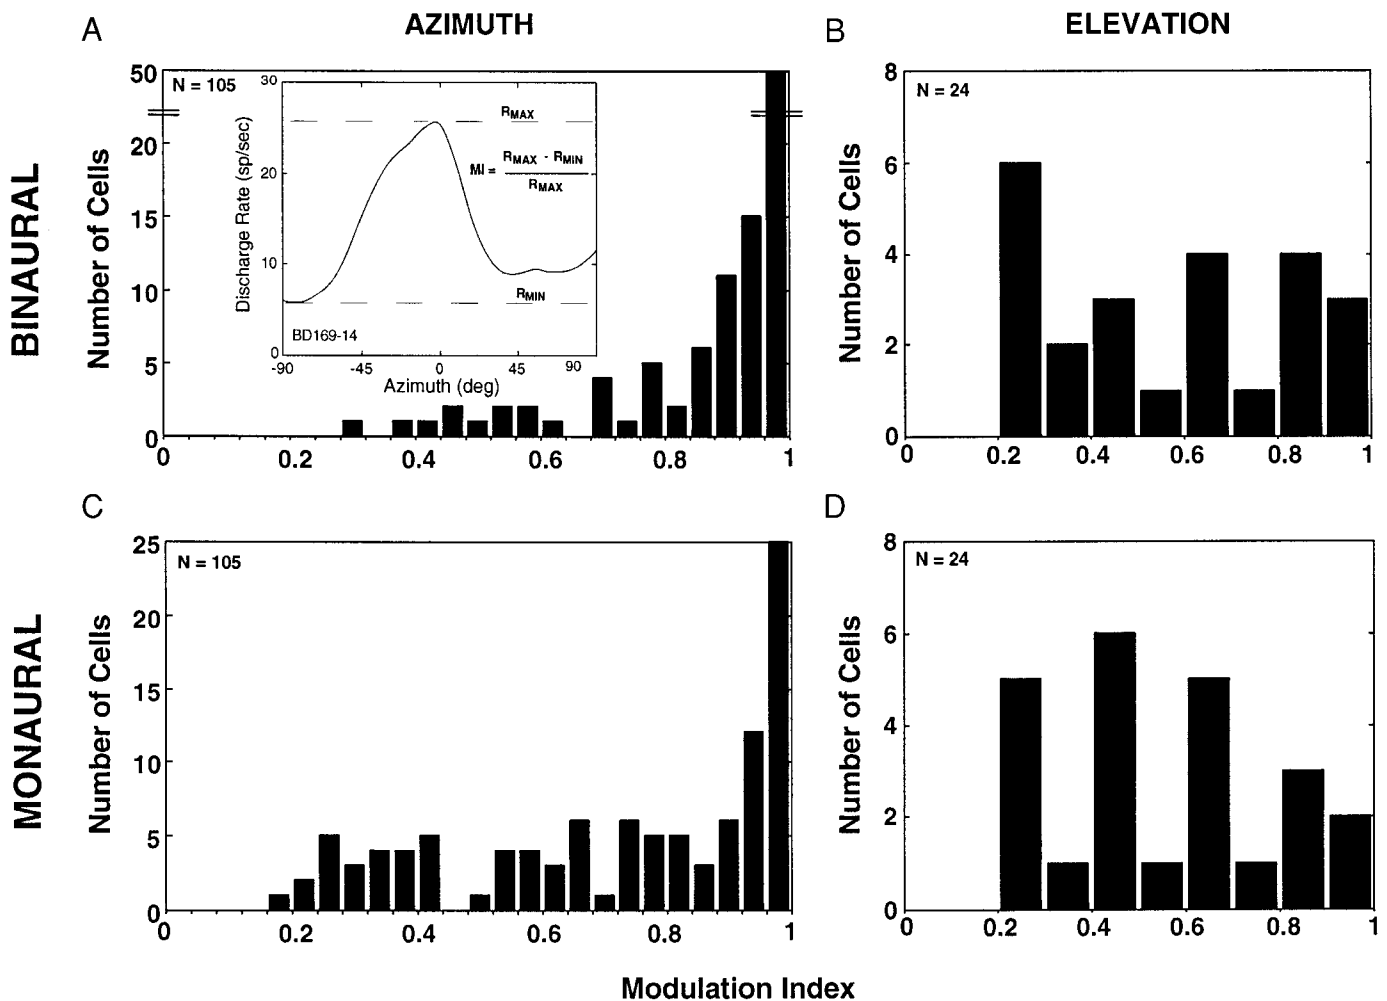 A
AZIMUTH
B
ELEVATION
BINAURAL
Number of Cells
50
20
15
10
5
0
N = 105
Discharge Rate (sp/sec)
30
20
10
0
RMAX
MI = RMAX - RMIN
RMAX
RMIN
BD169-14
-90
-45
0
45
90
Azimuth (deg)
0
0.2
0.4
0.6
0.8
1
Number of Cells
8
6
4
2
0
N = 24
0
0.2
0.4
0.6
0.8
1
C
D
MONAURAL
Number of Cells
25
20
15
10
5
0
N = 105
0
0.2
0.4
0.6
0.8
1
Number of Cells
8
6
4
2
0
N = 24
0
0.2
0.4
0.6
0.8
1
Modulation Index